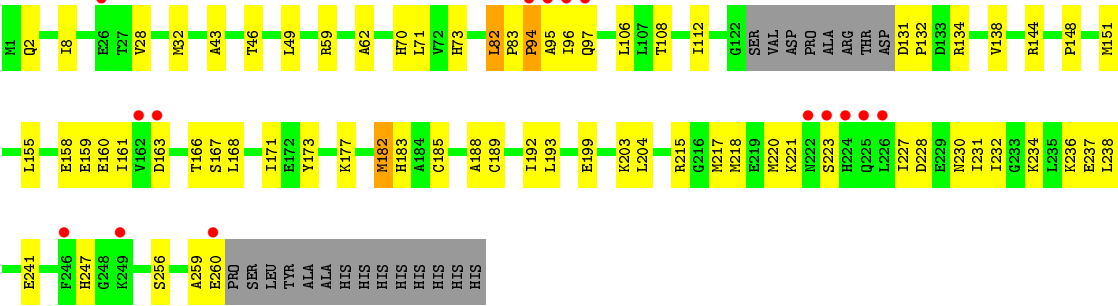 M1 Q2 I8 E26 T27 V28 M32 A43 T46 L49 R59 A62 H70 L71 V72 H73 L82 P83 P94 A95 I96 Q97 L106 L107 T108 I112 G122 SER VAL ASP PRO ALA ARG THR ASP D131 P132 D133 R134 V138 R144 P148 M151
L155 E158 E159 E160 I161 V162 D163 T166 S167 L168 I171 E172 Y173 K177 M182 H183 A184 C185 A188 C189 I192 L193 E199 K203 L204 R215 G216 M217 M218 E219 M220 K221 N222 S223 H224 Q225 L226 I227 D228 E229 N230 I231 I232 G233 K234 L235 K236 E237 L238
E241 F246 H247 G248 K249 S256 A259 E260 PRO SER LEU TYR ALA ALA HIS HIS HIS HIS HIS HIS HIS HIS